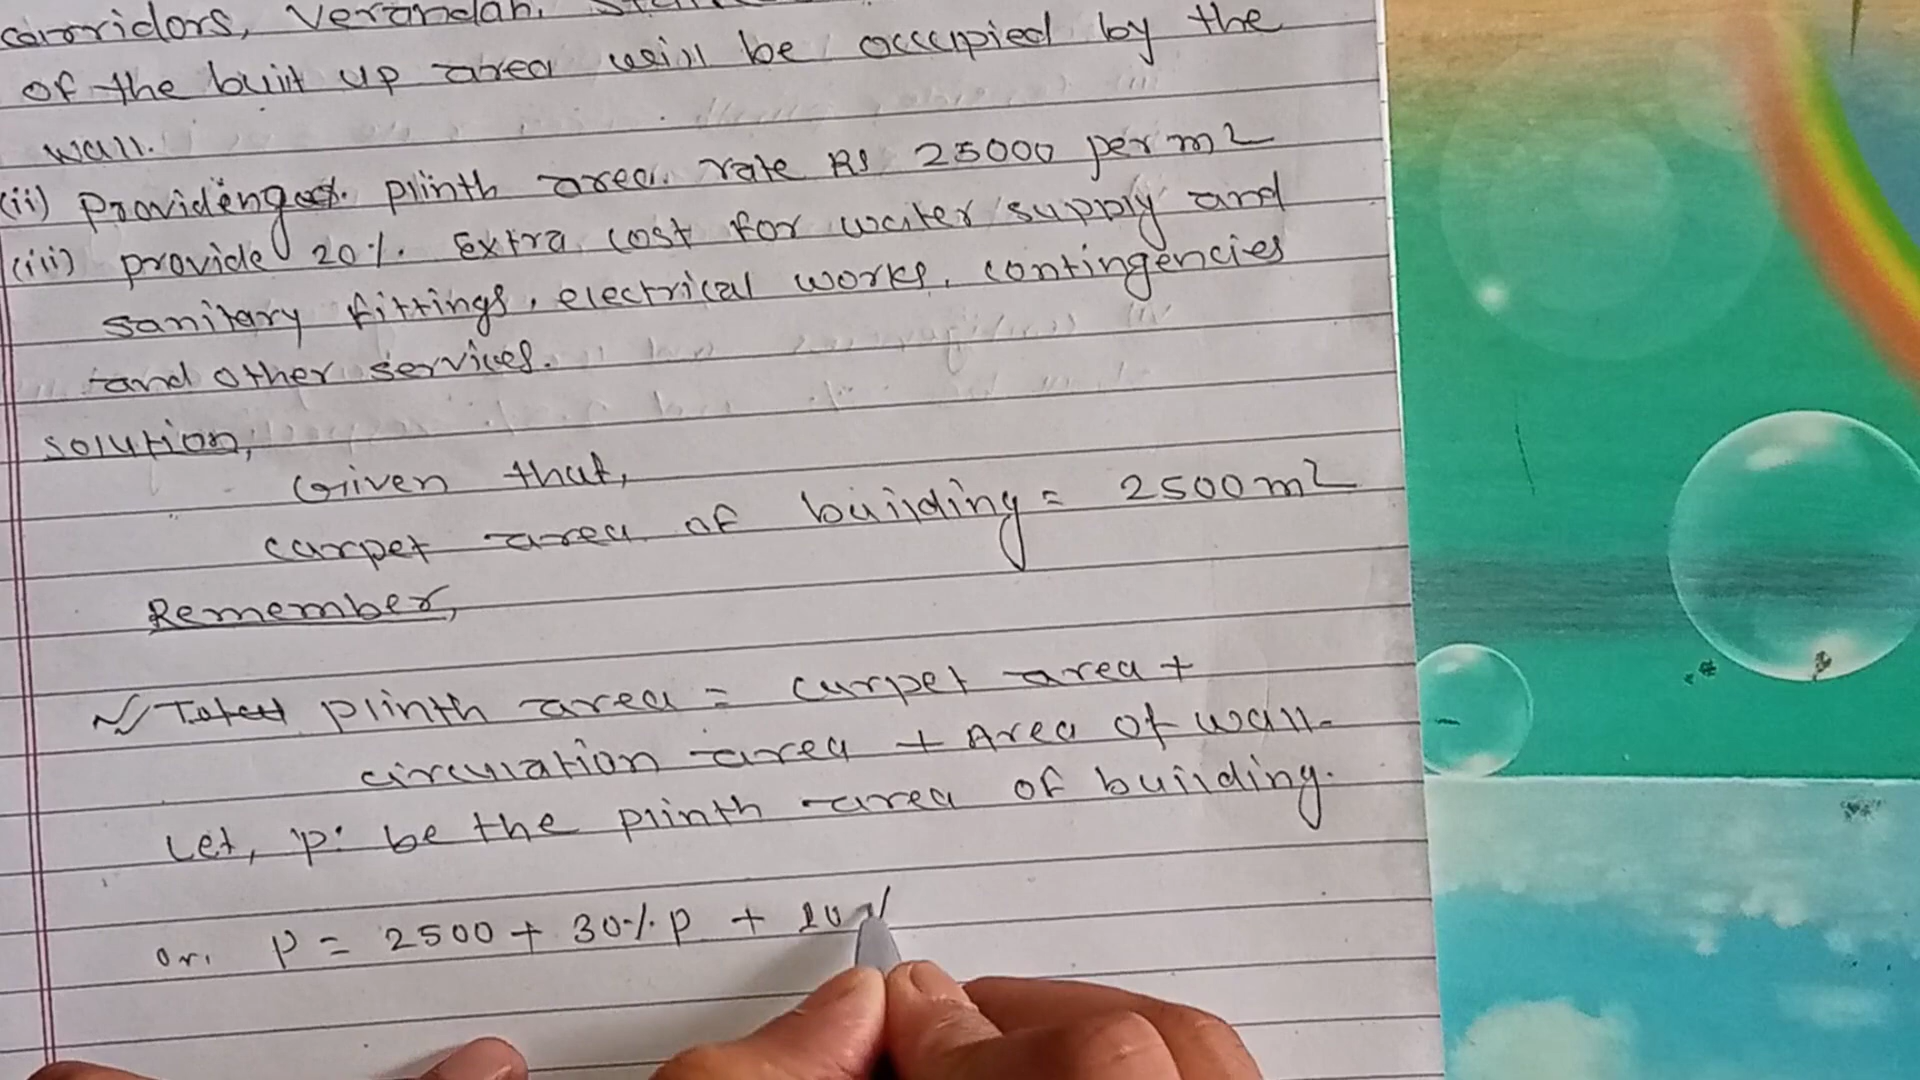 corridors, Verandah,
of the built up area will be occupied by the
wall.
(ii) Providing plinth area rate Rs 25000 per m2
(iii) provide 20%. Extra cost for water supply and
sanitary fittings, electrical works, contingencies
and other services.
Solution,
Given that,
carpet area of building = 2500m2
Remember,
Total plinth area = carpet area +
circulation area + Area of wall.
Let, p: be the plinth area of building.
or, P = 2500 + 30%.P + 10%